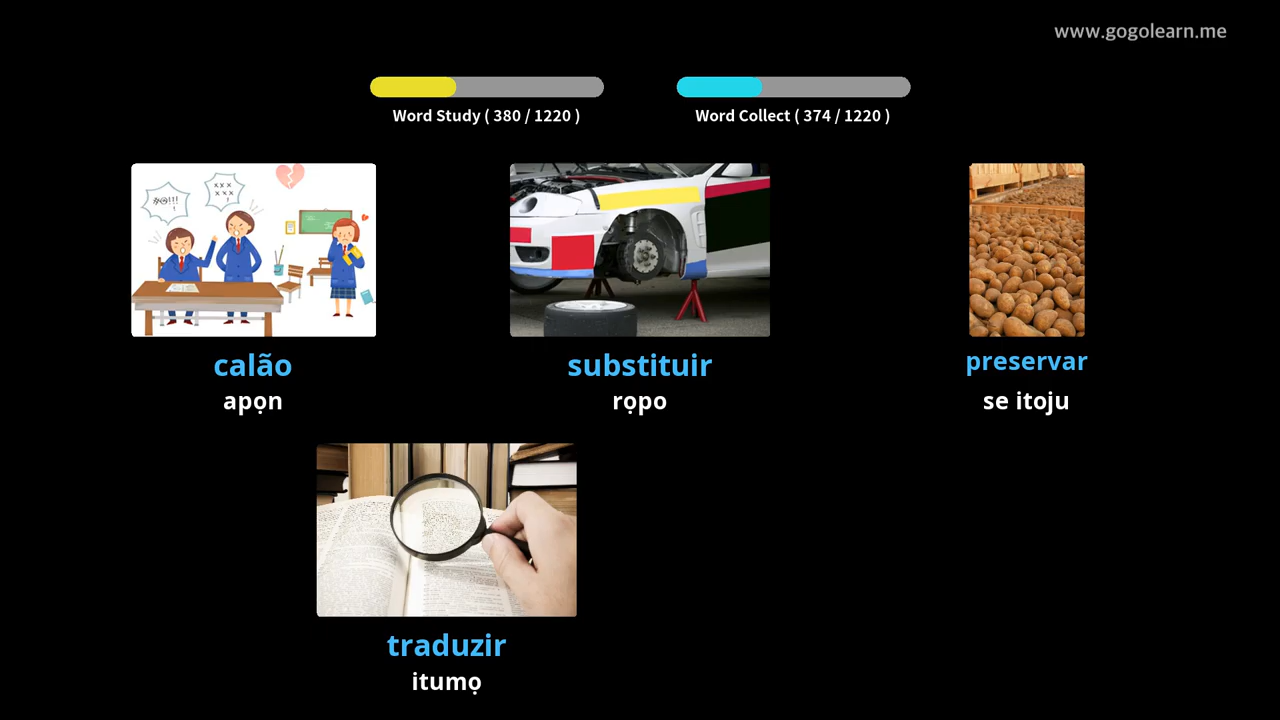 www.gogolearn.me
Word Study ( 380 / 1220 )
Word Collect ( 374 / 1220 )
calão
apọn
substituir
rọpo
preservar
se itoju
traduzir
itumọ